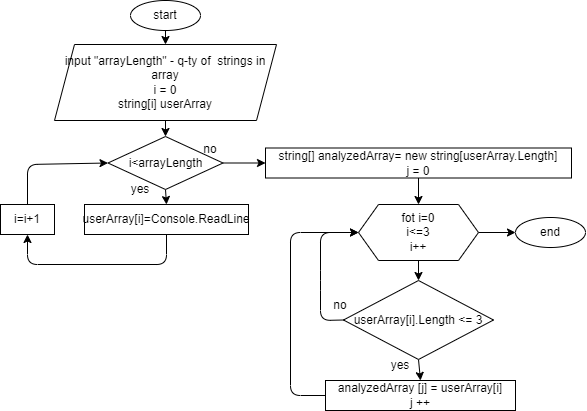 start
input "arrayLength" - q-ty of strings in
array
i = 0
string[i] userArray
no
i<arrayLength
yes
string[] analyzedArray= new string[userArray.Length]
j = 0
i=i+1
userArray[i]=Console.ReadLine
fot i=0
i<=3
i++
end
no
userArray[i].Length <= 3
yes
analyzedArray [j] = userArray[i]
j ++